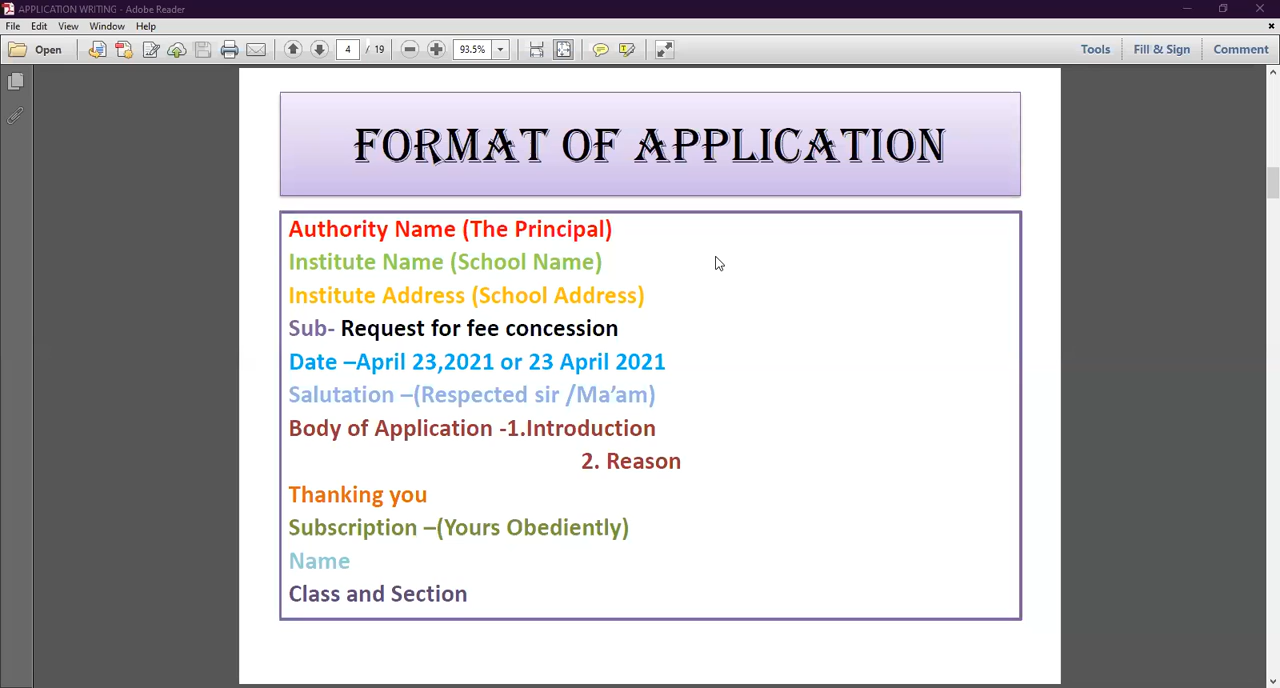 APPLICATION WRITING - Adobe Reader
File Edit View Window Help
Open 4 / 19 93.5% Tools Fill & Sign Comment
FORMAT OF APPLICATION
Authority Name (The Principal)
Institute Name (School Name)
Institute Address (School Address)
Sub- Request for fee concession
Date –April 23,2021 or 23 April 2021
Salutation –(Respected sir /Ma’am)
Body of Application -1.Introduction
2. Reason
Thanking you
Subscription –(Yours Obediently)
Name
Class and Section